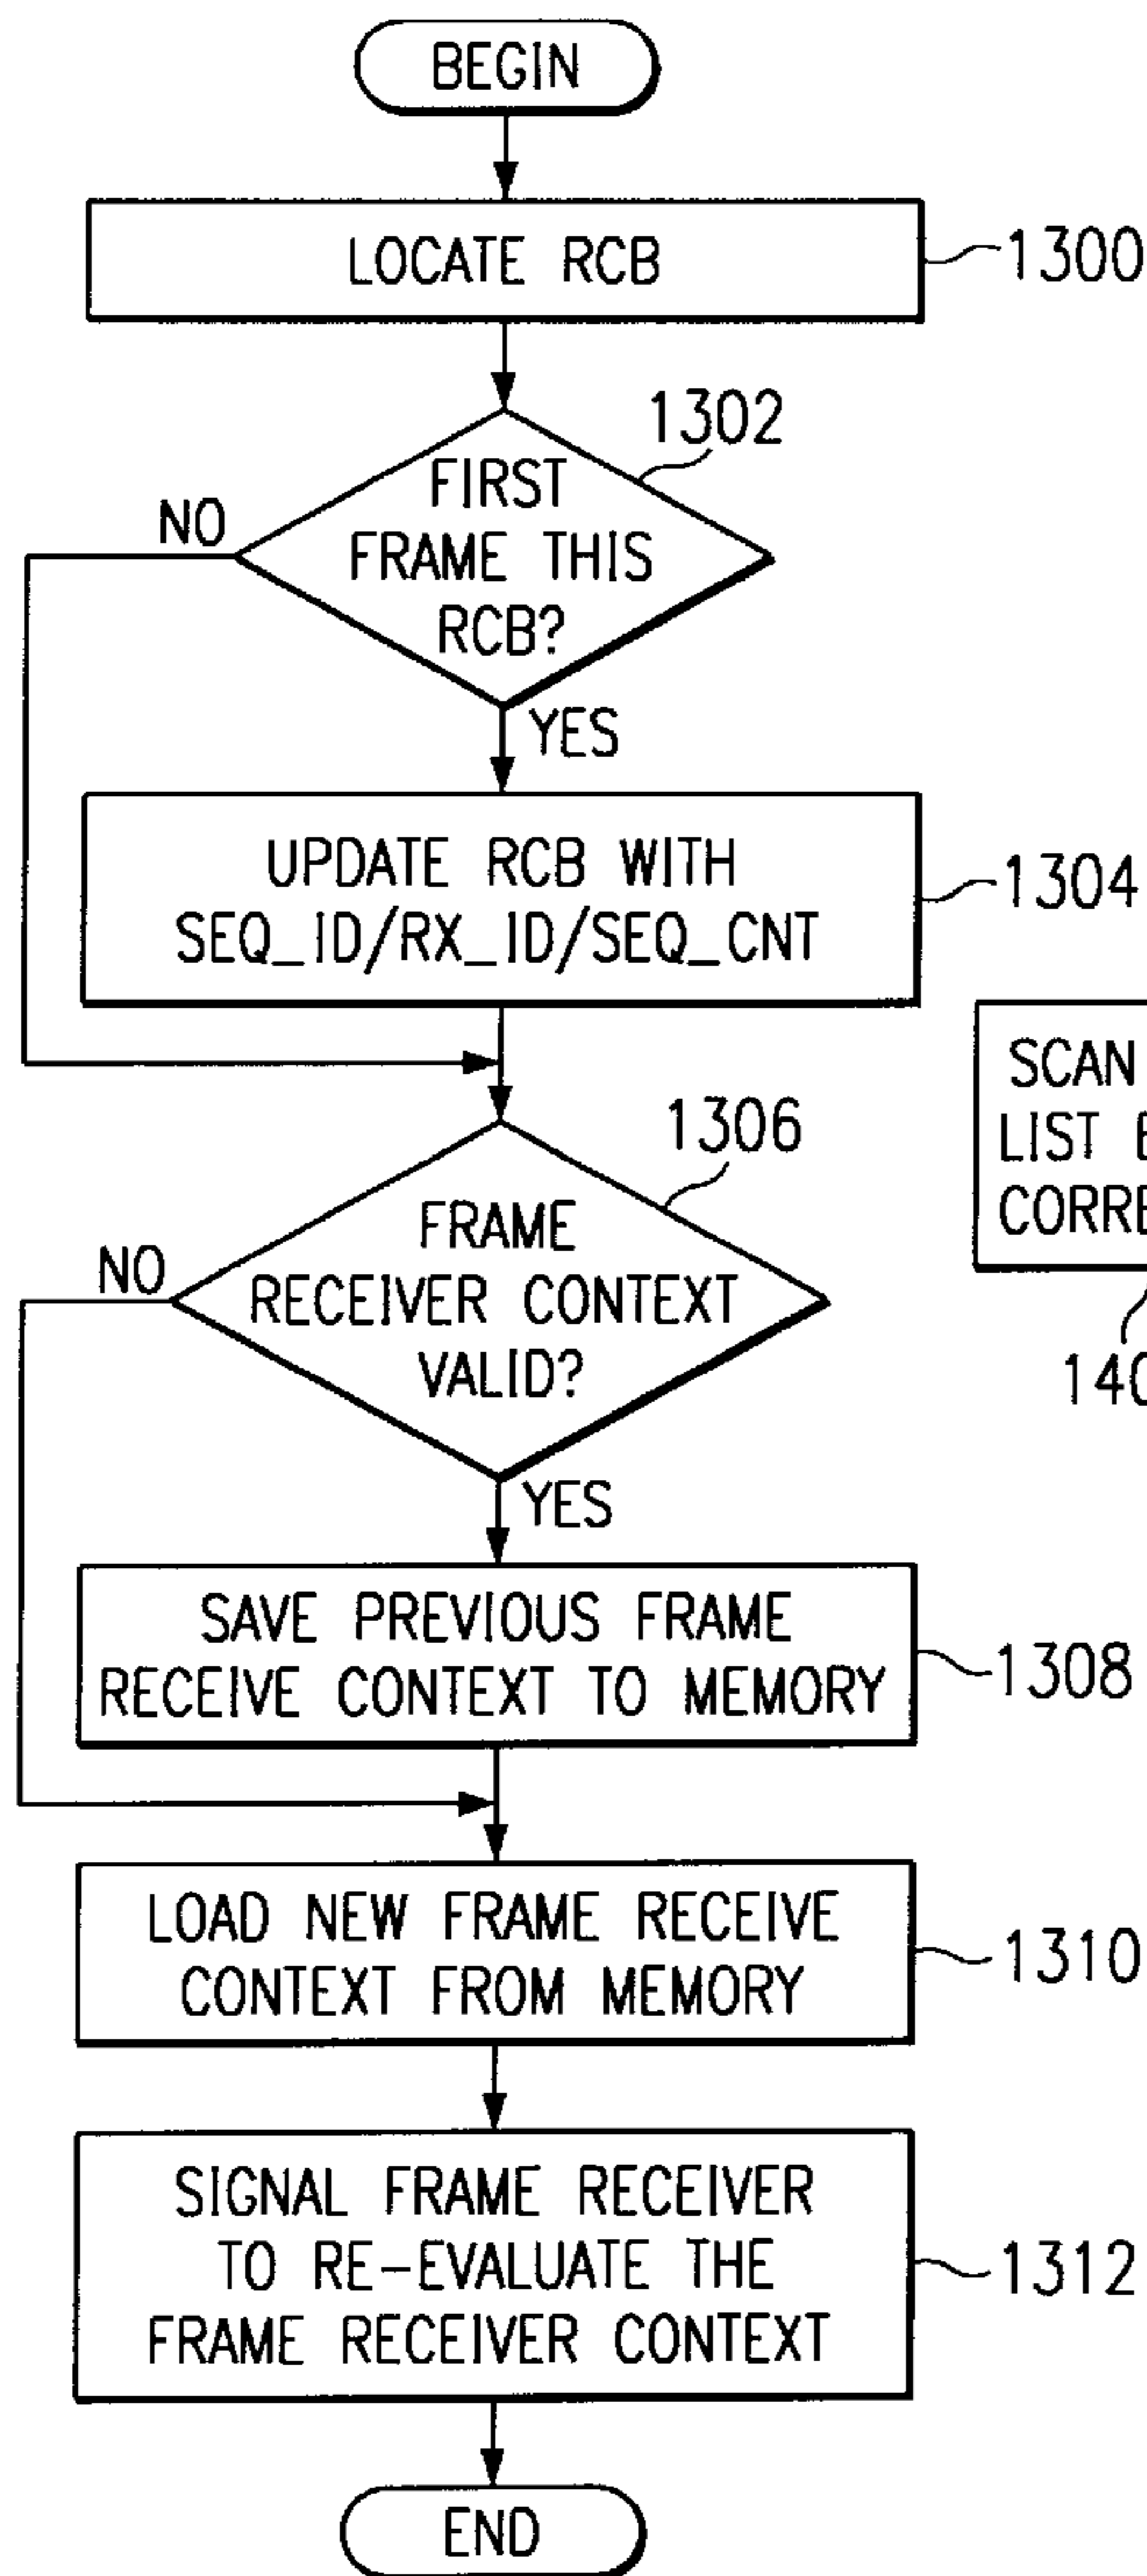 BEGIN
LOCATE RCB
1300
1302
FIRST
FRAME THIS
RCB?
NO
YES
UPDATE RCB WITH
SEQ_ID/RX_ID/SEQ_CNT
1304
SCAN
LIST
1306
FRAME
RECEIVER CONTEXT
VALID?
NO
YES
SAVE PREVIOUS FRAME
RECEIVE CONTEXT TO MEMORY
1308
LOAD NEW FRAME RECEIVE
CONTEXT FROM MEMORY
1310
SIGNAL FRAME RECEIVER
TO RE-EVALUATE THE
FRAME RECEIVER CONTEXT
1312
END